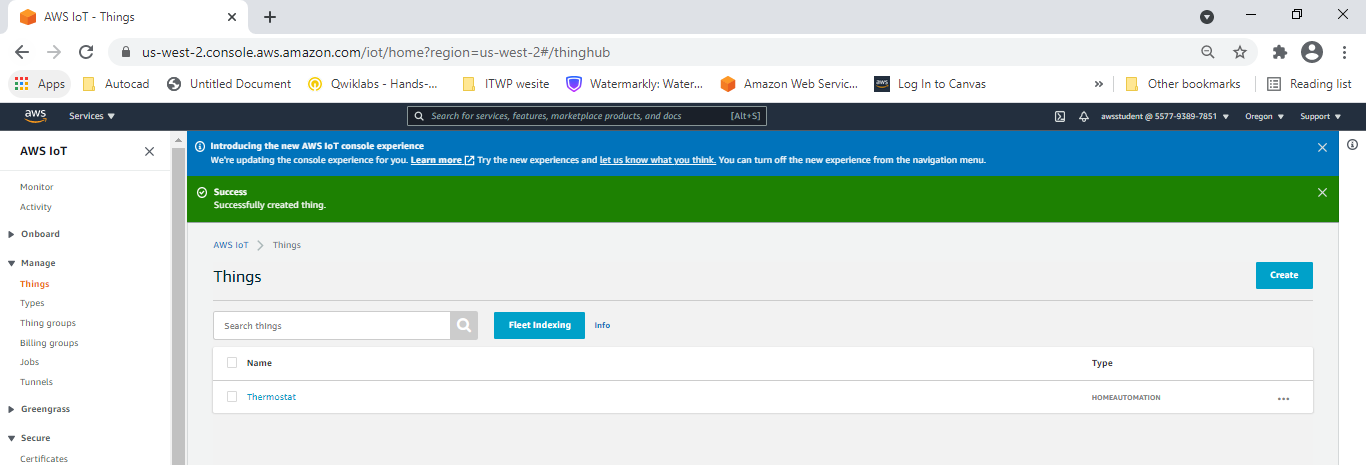 AWS IoT - Things
us-west-2.console.aws.amazon.com/iot/home?region=us-west-2#/thinghub
Apps Autocad Untitled Document Qwiklabs - Hands-... ITWP wesite Watermarkly: Water... Amazon Web Servic... aws Log In to Canvas » Other bookmarks Reading list
aws Services Search for services, features, marketplace products, and docs [Alt+S] awsstudent @ 5577-9389-7851 Oregon Support
AWS IoT
Monitor
Activity
Onboard
Manage
Things
Types
Thing groups
Billing groups
Jobs
Tunnels
Greengrass
Secure
Certificates
Introducing the new AWS IoT console experience
We're updating the console experience for you. Learn more Try the new experiences and let us know what you think. You can turn off the new experience from the navigation menu.
Success
Successfully created thing.
AWS IoT > Things
Things
Create
Search things Fleet Indexing Info
Name Type
Thermostat HOMEAUTOMATION ...